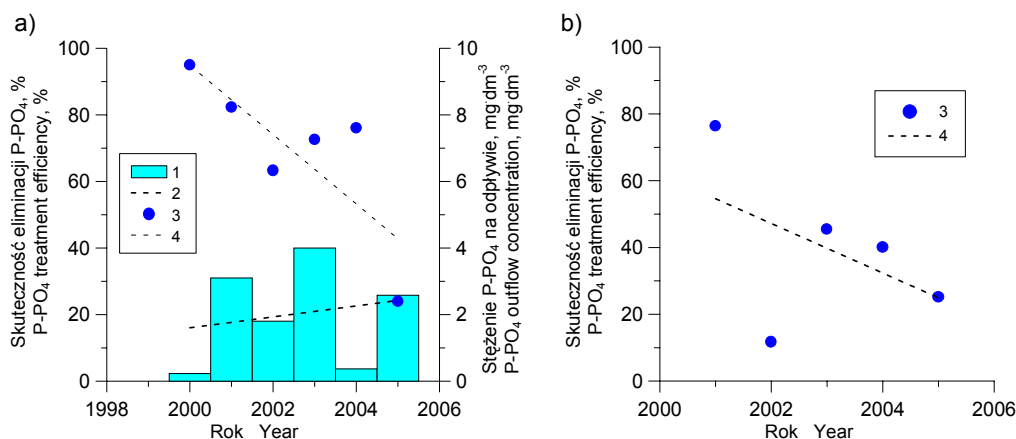 a)
Skuteczność eliminacji P-PO₄, %
P-PO₄ treatment efficiency, %
100
80
60
40
20
0
1
2
3
4
10
8
6
4
2
0
Stężenie P-PO₄ na odpływie, mg·dm⁻³
P-PO₄ outflow concentration, mg·dm⁻³
1998 2000 2002 2004 2006
Rok Year
b)
Skuteczność eliminacji P-PO₄, %
P-PO₄ treatment efficiency, %
100
80
60
40
20
0
3
4
2000 2002 2004 2006
Rok Year